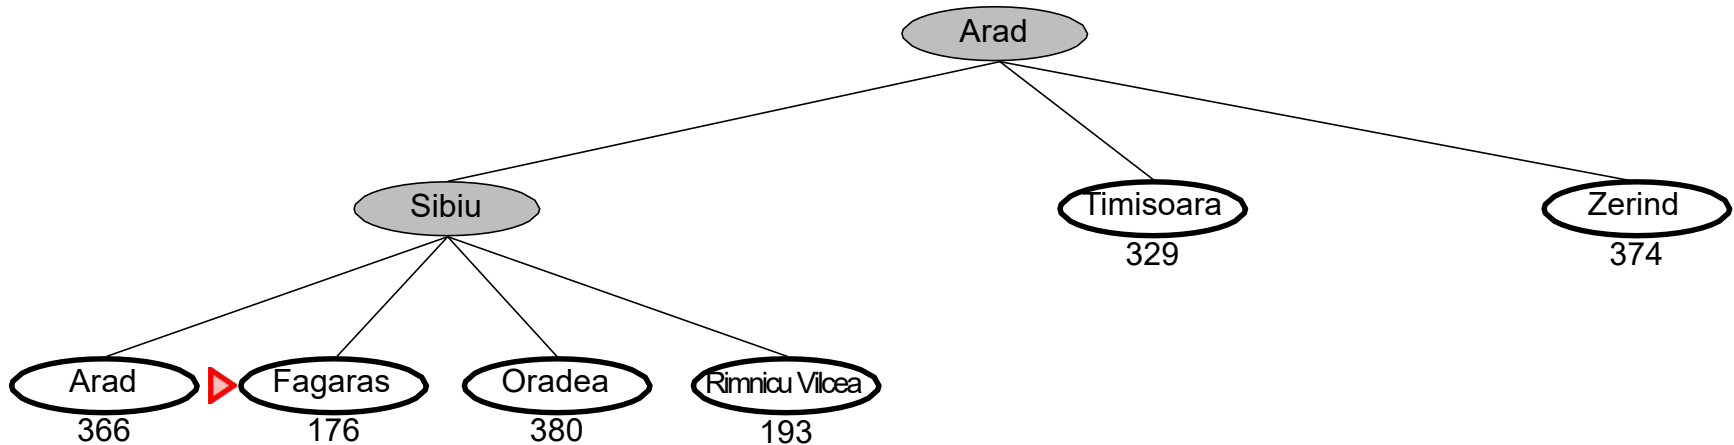 Arad
Sibiu
Timisoara
Zerind
329
374
Arad
Fagaras
Oradea
Rimnicu Vilcea
366
176
380
193